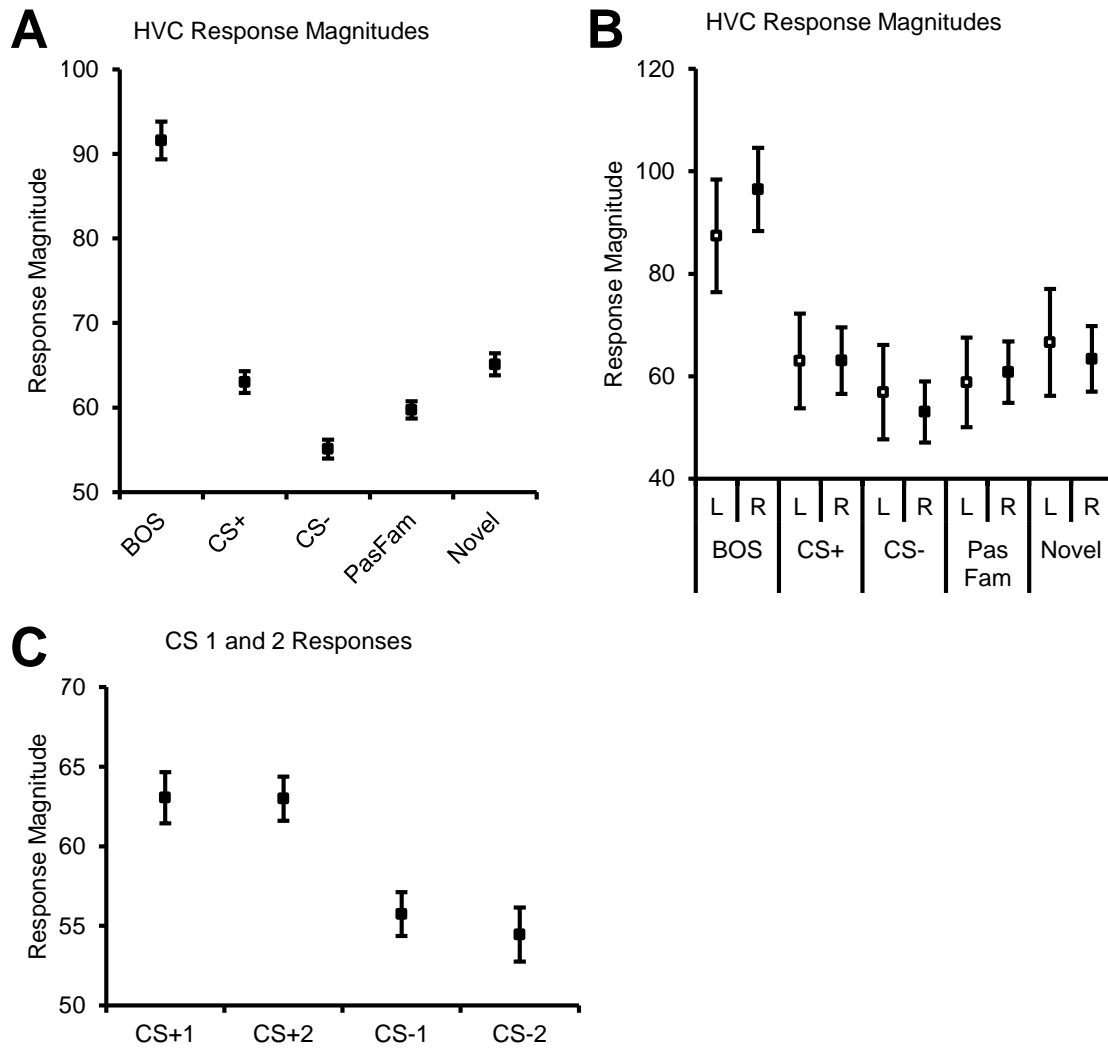 A
HVC Response Magnitudes
Response Magnitude
100
90
80
70
60
50
BOS
CS+
CS-
PasFam
Novel
B
HVC Response Magnitudes
Response Magnitude
120
100
80
60
40
L R L R L R L R L R
BOS CS+ CS- Pas Novel
Fam
C
CS 1 and 2 Responses
Response Magnitude
70
65
60
55
50
CS+1 CS+2 CS-1 CS-2